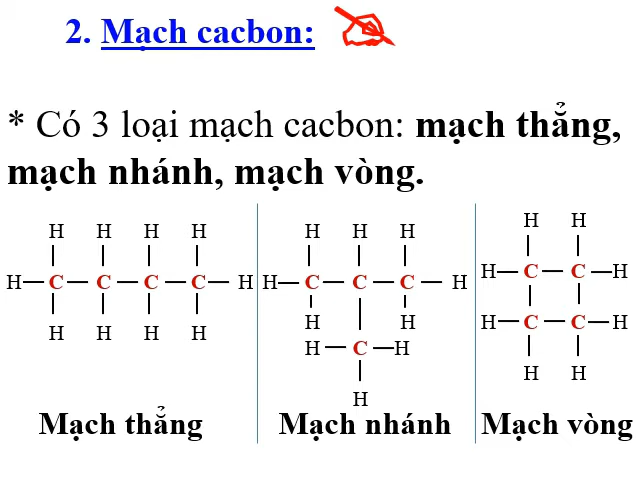 2. Mạch cacbon:
* Có 3 loại mạch cacbon: mạch thẳng,
mạch nhánh, mạch vòng.
H H H H
H C C C C H
H H H H
Mạch thẳng
H H H
H C C C H
H H
H C H
H
Mạch nhánh
H H
H C C H
H C C H
H H
Mạch vòng